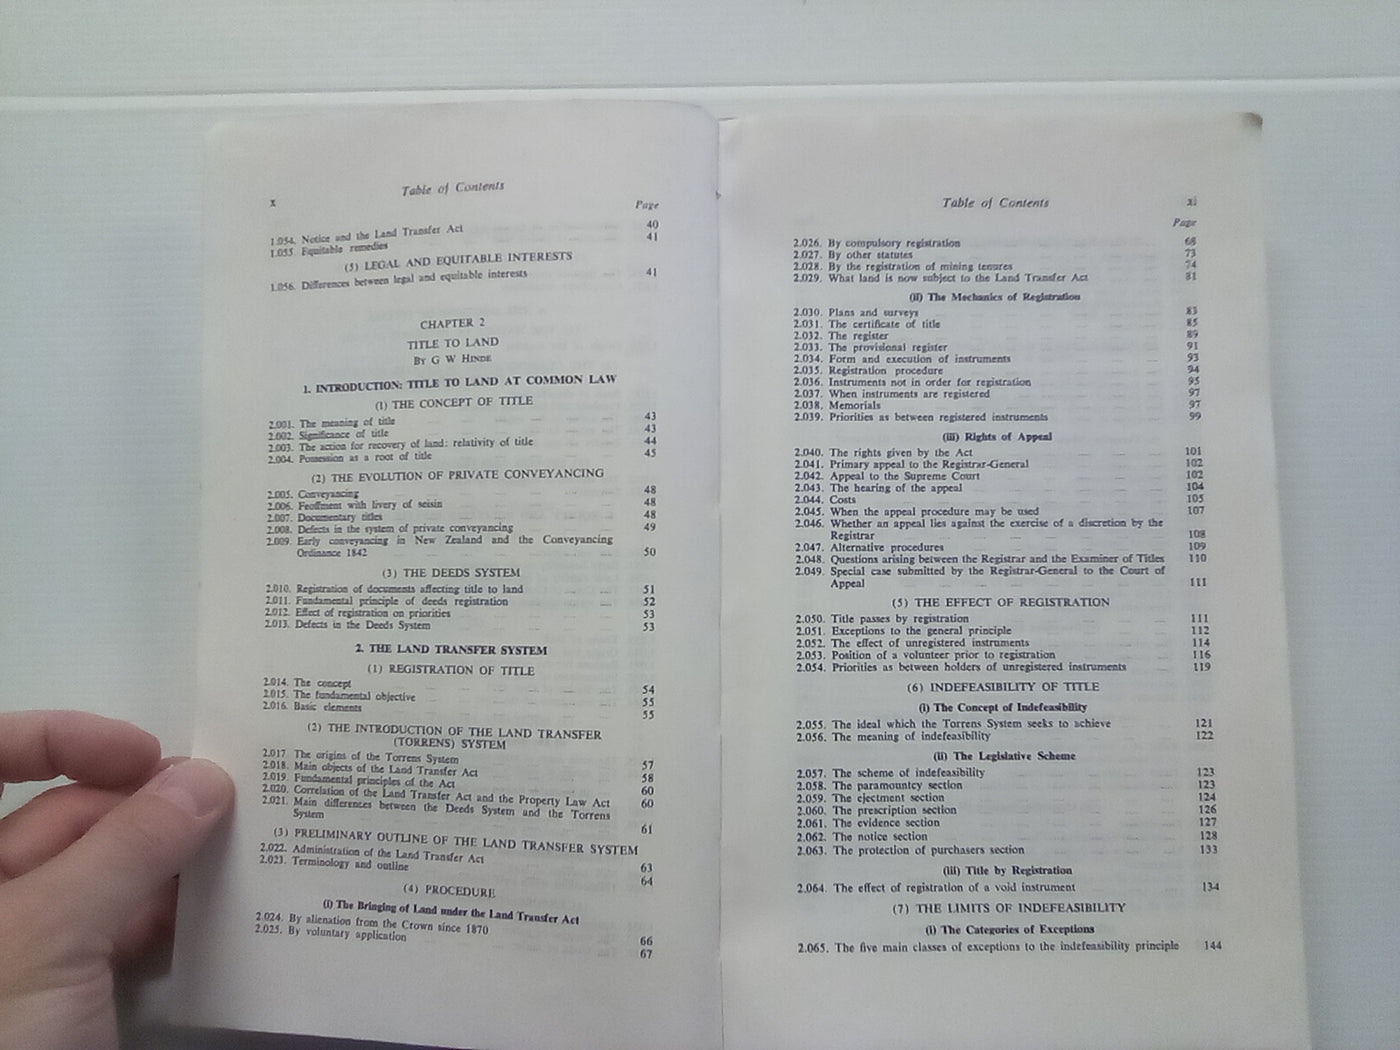 x
Table of Contents
Page
1.054. Notice and the Land Transfer Act 40
1.055. Equitable remedies 41
(5) LEGAL AND EQUITABLE INTERESTS
1.056. Differences between legal and equitable interests 41
CHAPTER 2
TITLE TO LAND
BY G W HINDE
1. INTRODUCTION: TITLE TO LAND AT COMMON LAW
(1) THE CONCEPT OF TITLE
2.001. The meaning of title 43
2.002. Significance of title 43
2.003. The action for recovery of land: relativity of title 44
2.004. Possession as a root of title 45
(2) THE EVOLUTION OF PRIVATE CONVEYANCING
2.005. Conveyancing 48
2.006. Feoffment with livery of seisin 48
2.007. Documentary titles 48
2.008. Defects in the system of private conveyancing 49
2.009. Early conveyancing in New Zealand and the Conveyancing
Ordinance 1842 50
(3) THE DEEDS SYSTEM
2.010. Registration of documents affecting title to land 51
2.011. Fundamental principle of deeds registration 52
2.012. Effect of registration on priorities 53
2.013. Defects in the Deeds System 53
2. THE LAND TRANSFER SYSTEM
(1) REGISTRATION OF TITLE
2.014. The concept 54
2.015. The fundamental objective 55
2.016. Basic elements 55
(2) THE INTRODUCTION OF THE LAND TRANSFER
(TORRENS) SYSTEM
2.017. The origins of the Torrens System 57
2.018. Main objects of the Land Transfer Act 58
2.019. Fundamental principles of the Act 60
2.020. Correlation of the Land Transfer Act and the Property Law Act 60
2.021. Main differences between the Deeds System and the Torrens
System 61
(3) PRELIMINARY OUTLINE OF THE LAND TRANSFER SYSTEM
2.022. Administration of the Land Transfer Act 63
2.023. Terminology and outline 64
(4) PROCEDURE
(i) The Bringing of Land under the Land Transfer Act
2.024. By alienation from the Crown since 1870 66
2.025. By voluntary application 67
Table of Contents
xi
Page
2.026. By compulsory registration 68
2.027. By other statutes 73
2.028. By the registration of mining tenures 74
2.029. What land is now subject to the Land Transfer Act 81
(ii) The Mechanics of Registration
2.030. Plans and surveys 83
2.031. The certificate of title 85
2.032. The register 89
2.033. The provisional register 91
2.034. Form and execution of instruments 93
2.035. Registration procedure 94
2.036. Instruments not in order for registration 95
2.037. When instruments are registered 97
2.038. Memorials 97
2.039. Priorities as between registered instruments 99
(iii) Rights of Appeal
2.040. The rights given by the Act 101
2.041. Primary appeal to the Registrar-General 102
2.042. Appeal to the Supreme Court 102
2.043. The hearing of the appeal 104
2.044. Costs 105
2.045. When the appeal procedure may be used 107
2.046. Whether an appeal lies against the exercise of a discretion by the
Registrar 108
2.047. Alternative procedures 109
2.048. Questions arising between the Registrar and the Examiner of Titles 110
2.049. Special case submitted by the Registrar-General to the Court of
Appeal 111
(5) THE EFFECT OF REGISTRATION
2.050. Title passes by registration 111
2.051. Exceptions to the general principle 112
2.052. The effect of unregistered instruments 114
2.053. Position of a volunteer prior to registration 116
2.054. Priorities as between holders of unregistered instruments 119
(6) INDEFEASIBILITY OF TITLE
(i) The Concept of Indefeasibility
2.055. The ideal which the Torrens System seeks to achieve 121
2.056. The meaning of indefeasibility 122
(ii) The Legislative Scheme
2.057. The scheme of indefeasibility 123
2.058. The paramountcy section 123
2.059. The ejectment section 124
2.060. The prescription section 126
2.061. The evidence section 127
2.062. The notice section 128
2.063. The protection of purchasers section 133
(iii) Title by Registration
2.064. The effect of registration of a void instrument 134
(7) THE LIMITS OF INDEFEASIBILITY
(i) The Categories of Exceptions
2.065. The five main classes of exceptions to the indefeasibility principle 144